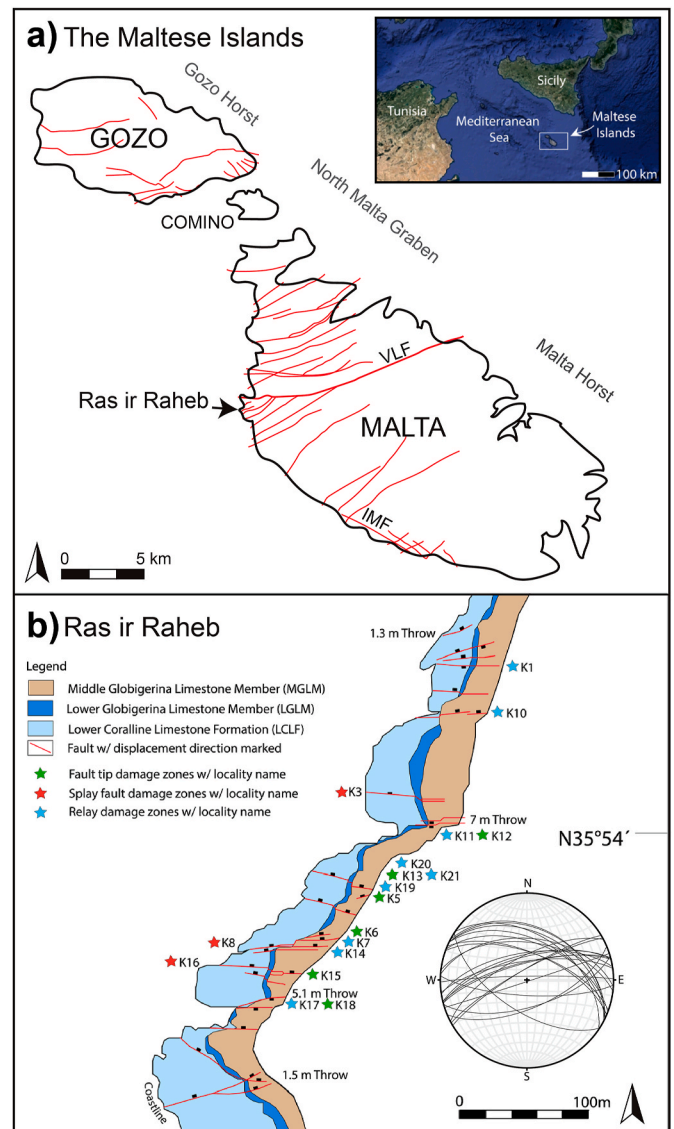 a) The Maltese Islands
Gozo Horst
GOZO
COMINO
North Malta Graben
Sicily
Tunisia
Mediterranean
Sea
Maltese
Islands
100 km
VLF
Malta Horst
Ras ir Raheb
MALTA
IMF
0 5 km
b) Ras ir Raheb
Legend
Middle Globigerina Limestone Member (MGLM)
Lower Globigerina Limestone Member (LGLM)
Lower Coralline Limestone Formation (LCLF)
Fault w/ displacement direction marked
Fault tip damage zones w/ locality name
Splay fault damage zones w/ locality name
Relay damage zones w/ locality name
1.3 m Throw
K1
K10
K3
7 m Throw
K11 K12
N35°54´
K20
K13 K21
K19
K5
K6
K8
K7
K14
K16
K15
5.1 m Throw
K17 K18
1.5 m Throw
Coastline
N
W
E
S
0 100m